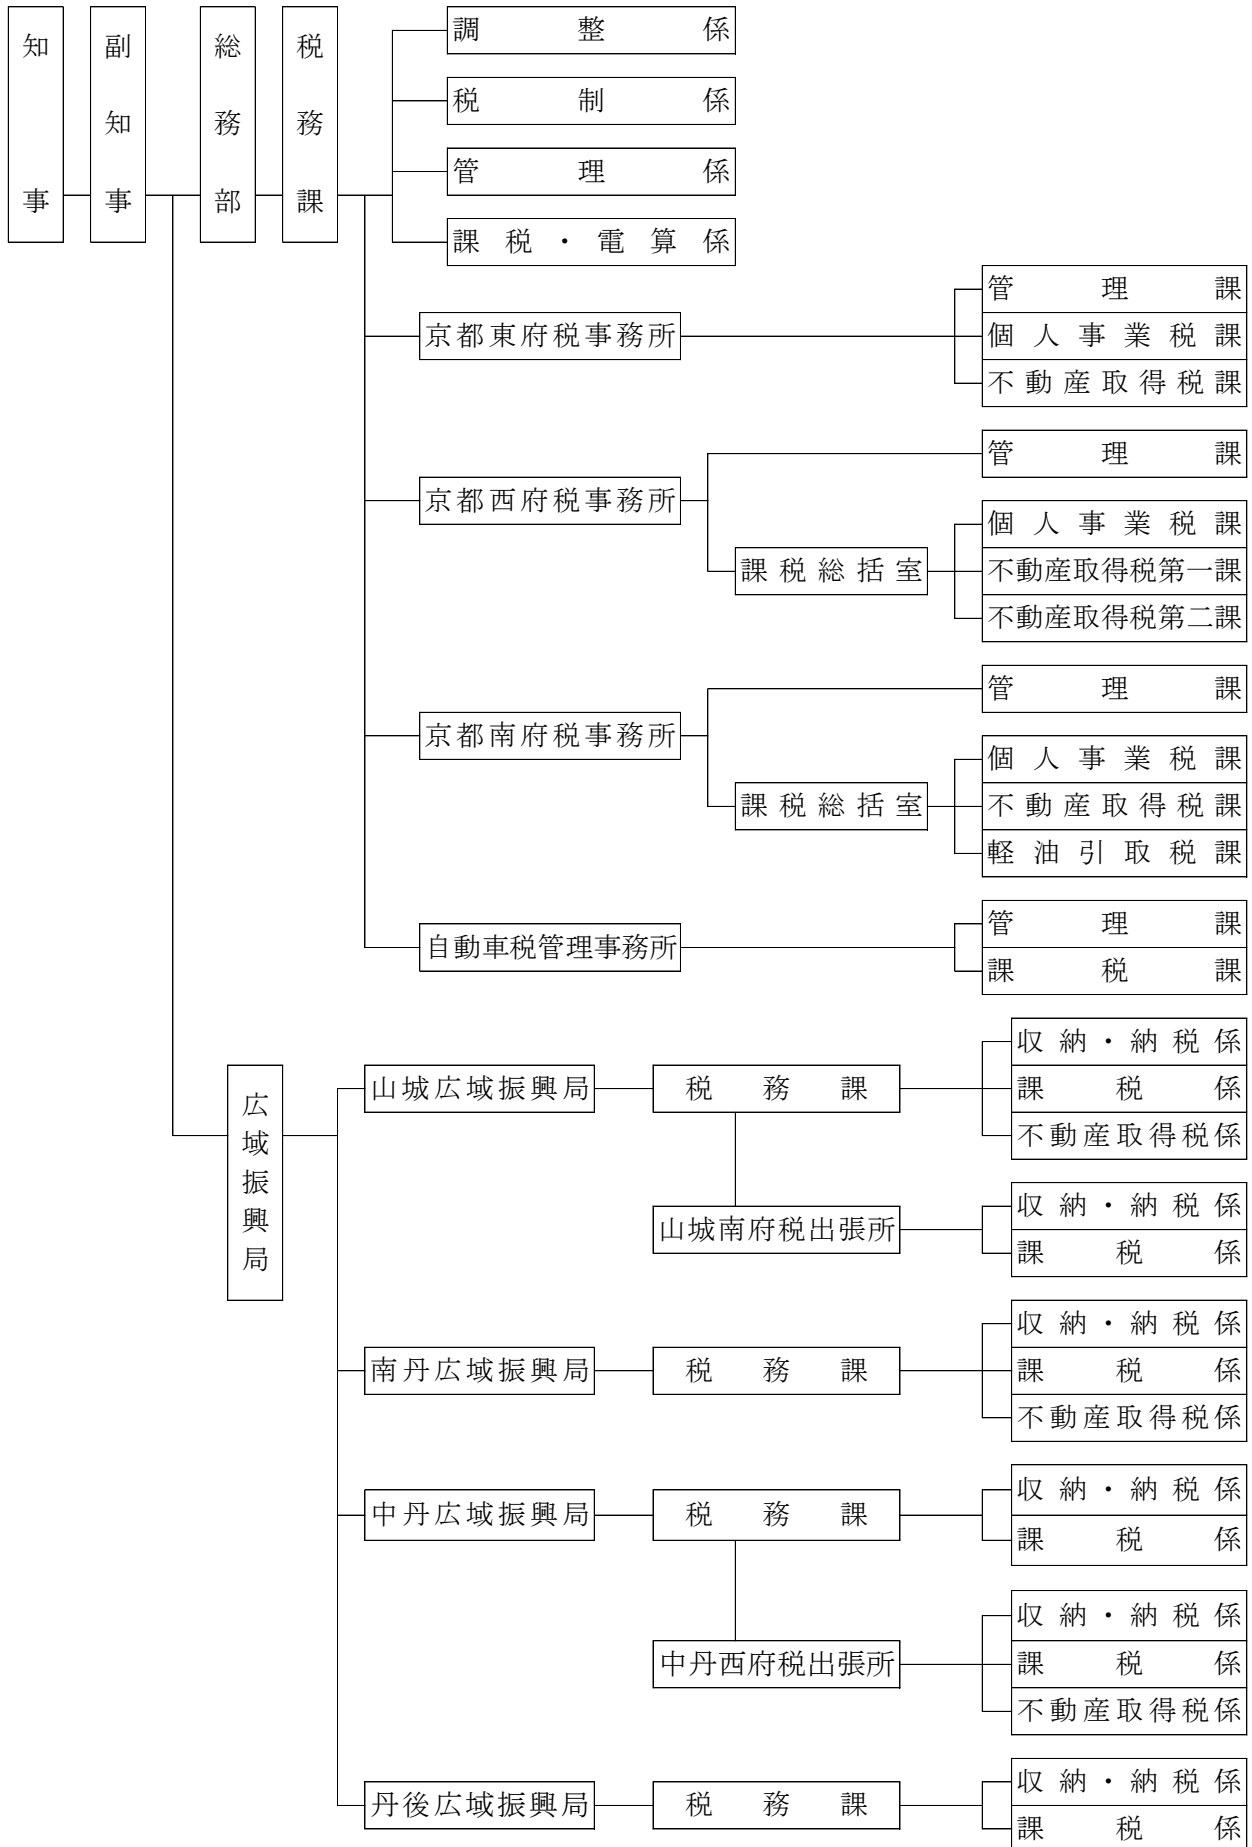 知事
副知事
総務部
税務課
調整係
税制係
管理係
課税・電算係
京都東府税事務所
管理課
個人事業税課
不動産取得税課
京都西府税事務所
管理課
課税総括室
個人事業税課
不動産取得税第一課
不動産取得税第二課
京都南府税事務所
管理課
課税総括室
個人事業税課
不動産取得税課
軽油引取税課
自動車税管理事務所
管理課
課税課
広域振興局
山城広域振興局
税務課
収納・納税係
課税係
不動産取得税係
山城南府税出張所
収納・納税係
課税係
南丹広域振興局
税務課
収納・納税係
課税係
不動産取得税係
中丹広域振興局
税務課
収納・納税係
課税係
中丹西府税出張所
収納・納税係
課税係
不動産取得税係
丹後広域振興局
税務課
収納・納税係
課税係